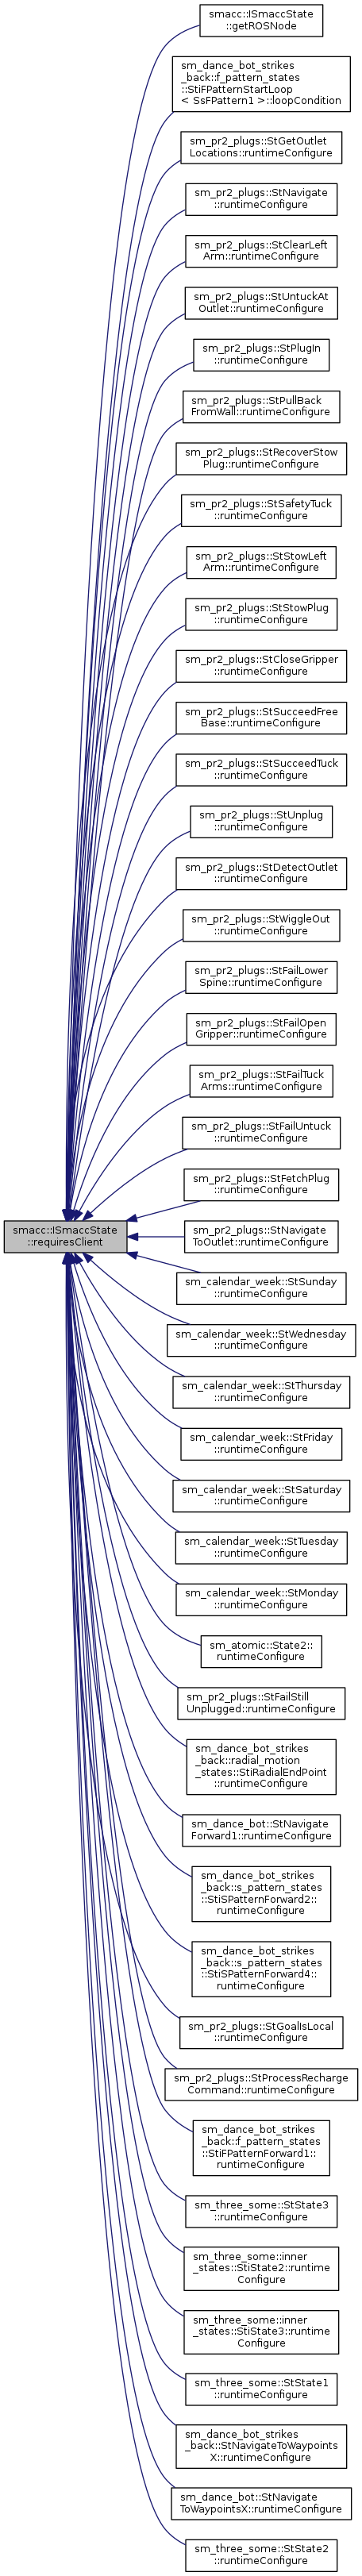 smacc::ISmaccState
::getROSNode
sm_dance_bot_strikes
_back::f_pattern_states
::StiFPatternStartLoop
< SsFPattern1 >::loopCondition
sm_pr2_plugs::StGetOutlet
Locations::runtimeConfigure
sm_pr2_plugs::StNavigate
::runtimeConfigure
sm_pr2_plugs::StClearLeft
Arm::runtimeConfigure
sm_pr2_plugs::StUntuckAt
Outlet::runtimeConfigure
sm_pr2_plugs::StPlugIn
::runtimeConfigure
sm_pr2_plugs::StPullBack
FromWall::runtimeConfigure
sm_pr2_plugs::StRecoverStow
Plug::runtimeConfigure
sm_pr2_plugs::StSafetyTuck
::runtimeConfigure
sm_pr2_plugs::StStowLeft
Arm::runtimeConfigure
sm_pr2_plugs::StStowPlug
::runtimeConfigure
sm_pr2_plugs::StCloseGripper
::runtimeConfigure
sm_pr2_plugs::StSucceedFree
Base::runtimeConfigure
sm_pr2_plugs::StSucceedTuck
::runtimeConfigure
sm_pr2_plugs::StUnplug
::runtimeConfigure
sm_pr2_plugs::StDetectOutlet
::runtimeConfigure
sm_pr2_plugs::StWiggleOut
::runtimeConfigure
sm_pr2_plugs::StFailLower
Spine::runtimeConfigure
sm_pr2_plugs::StFailOpen
Gripper::runtimeConfigure
sm_pr2_plugs::StFailTuck
Arms::runtimeConfigure
sm_pr2_plugs::StFailUntuck
::runtimeConfigure
sm_pr2_plugs::StFetchPlug
::runtimeConfigure
smacc::ISmaccState
::requiresClient
sm_pr2_plugs::StNavigate
ToOutlet::runtimeConfigure
sm_calendar_week::StSunday
::runtimeConfigure
sm_calendar_week::StWednesday
::runtimeConfigure
sm_calendar_week::StThursday
::runtimeConfigure
sm_calendar_week::StFriday
::runtimeConfigure
sm_calendar_week::StSaturday
::runtimeConfigure
sm_calendar_week::StTuesday
::runtimeConfigure
sm_calendar_week::StMonday
::runtimeConfigure
sm_atomic::State2::
runtimeConfigure
sm_pr2_plugs::StFailStill
Unplugged::runtimeConfigure
sm_dance_bot_strikes
_back::radial_motion
_states::StiRadialEndPoint
::runtimeConfigure
sm_dance_bot::StNavigate
Forward1::runtimeConfigure
sm_dance_bot_strikes
_back::s_pattern_states
::StiSPatternForward2::
runtimeConfigure
sm_dance_bot_strikes
_back::s_pattern_states
::StiSPatternForward4::
runtimeConfigure
sm_pr2_plugs::StGoalIsLocal
::runtimeConfigure
sm_pr2_plugs::StProcessRecharge
Command::runtimeConfigure
sm_dance_bot_strikes
_back::f_pattern_states
::StiFPatternForward1::
runtimeConfigure
sm_three_some::StState3
::runtimeConfigure
sm_three_some::inner
_states::StiState2::runtime
Configure
sm_three_some::inner
_states::StiState3::runtime
Configure
sm_three_some::StState1
::runtimeConfigure
sm_dance_bot_strikes
_back::StNavigateToWaypoints
X::runtimeConfigure
sm_dance_bot::StNavigate
ToWaypointsX::runtimeConfigure
sm_three_some::StState2
::runtimeConfigure